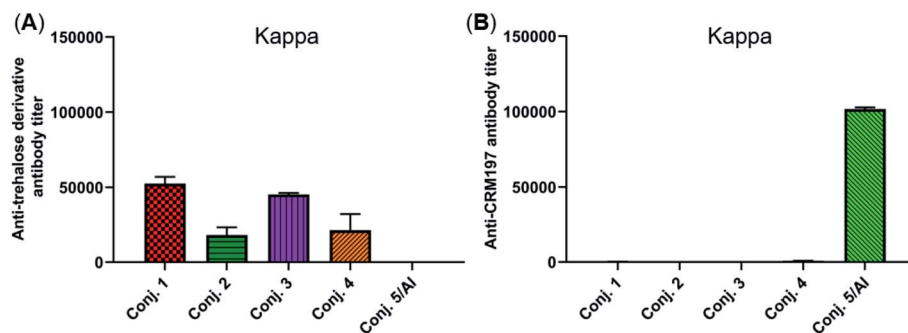 (A)
Kappa
Anti-trehalose derivative
antibody titer
150000
100000
50000
0
Conj. 1
Conj. 2
Conj. 3
Conj. 4
Conj. 5/Al
(B)
Kappa
Anti-CRM197 antibody titer
150000
100000
50000
0
Conj. 1
Conj. 2
Conj. 3
Conj. 4
Conj. 5/Al